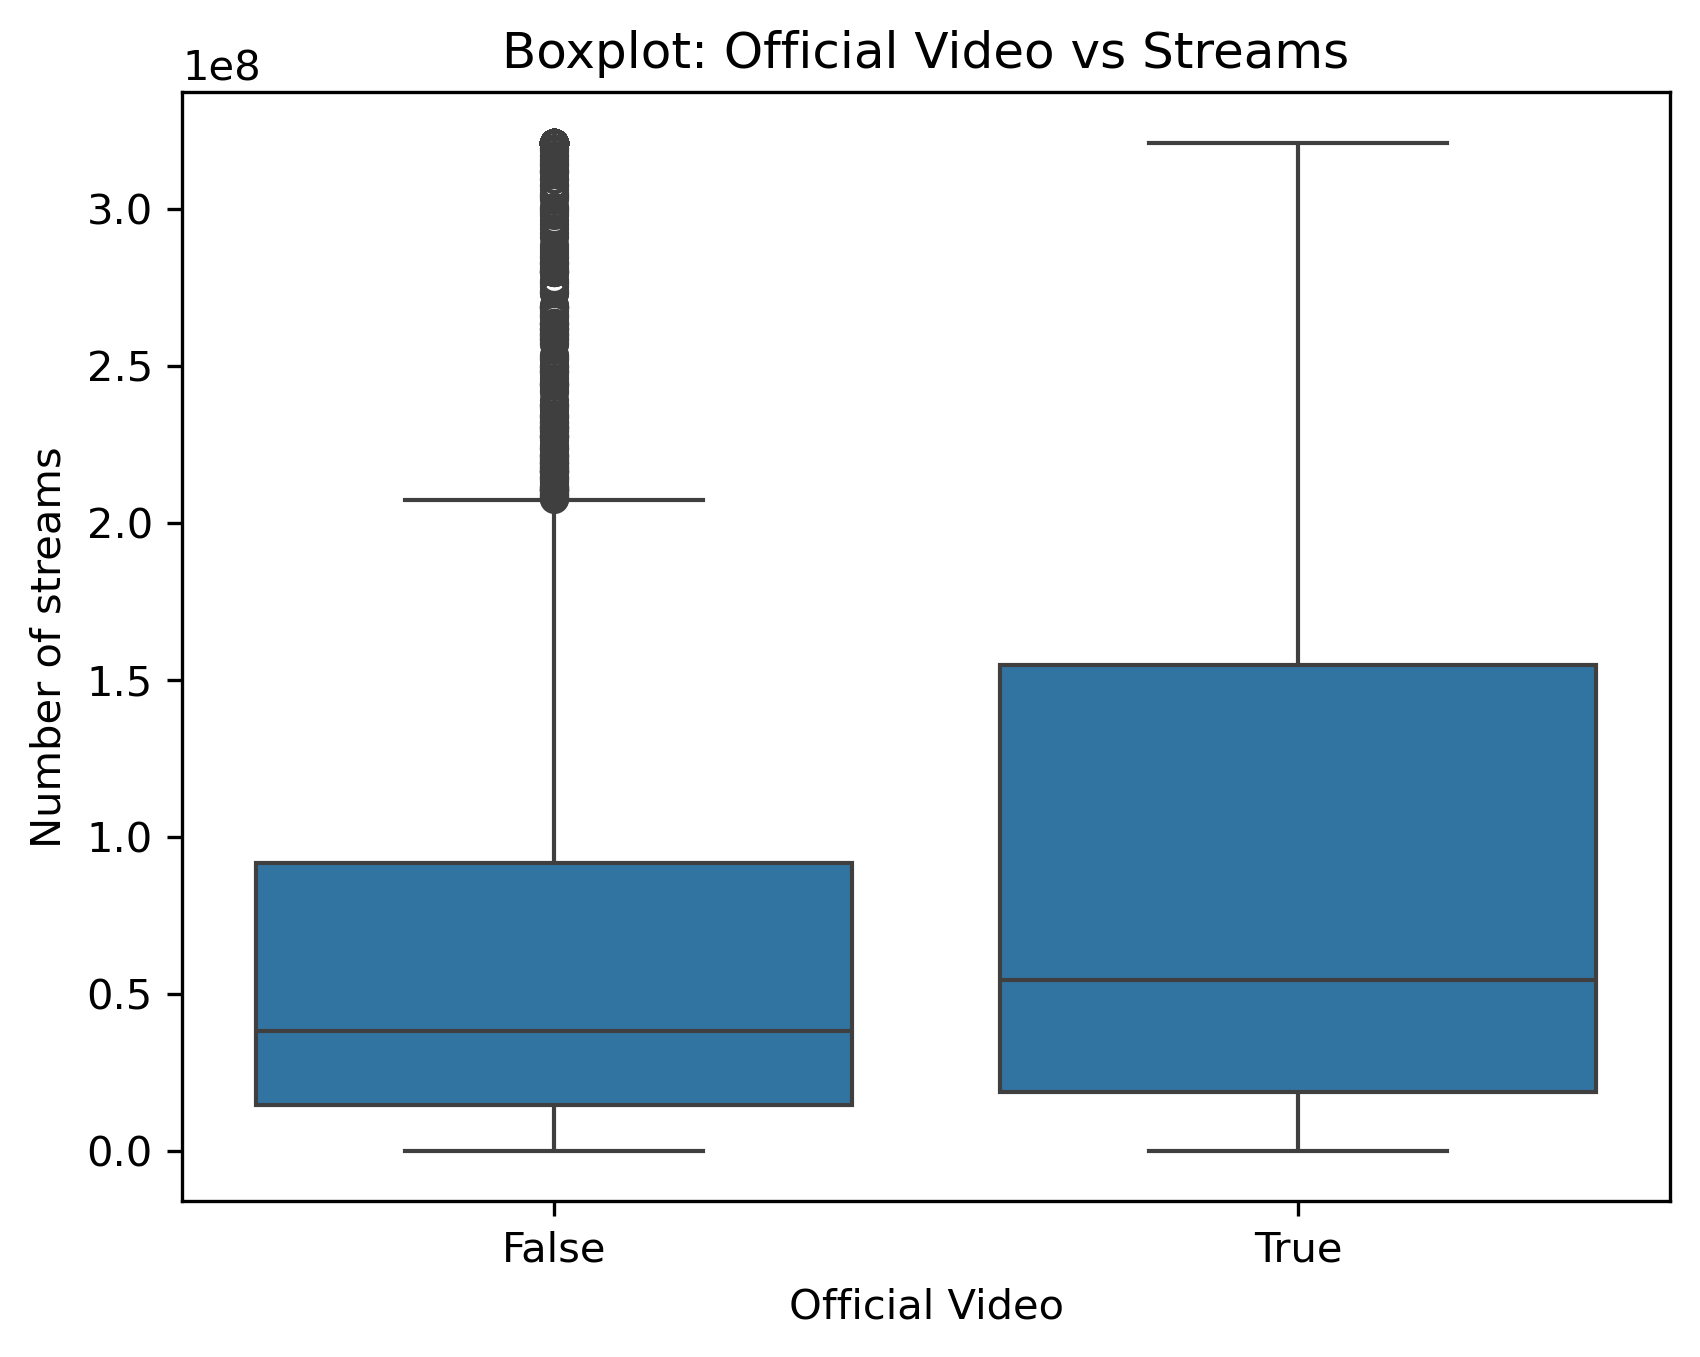 Boxplot: Official Video vs Streams
1e8
3.0
2.5
2.0
1.5
1.0
0.5
0.0
Number of streams
False
True
Official Video